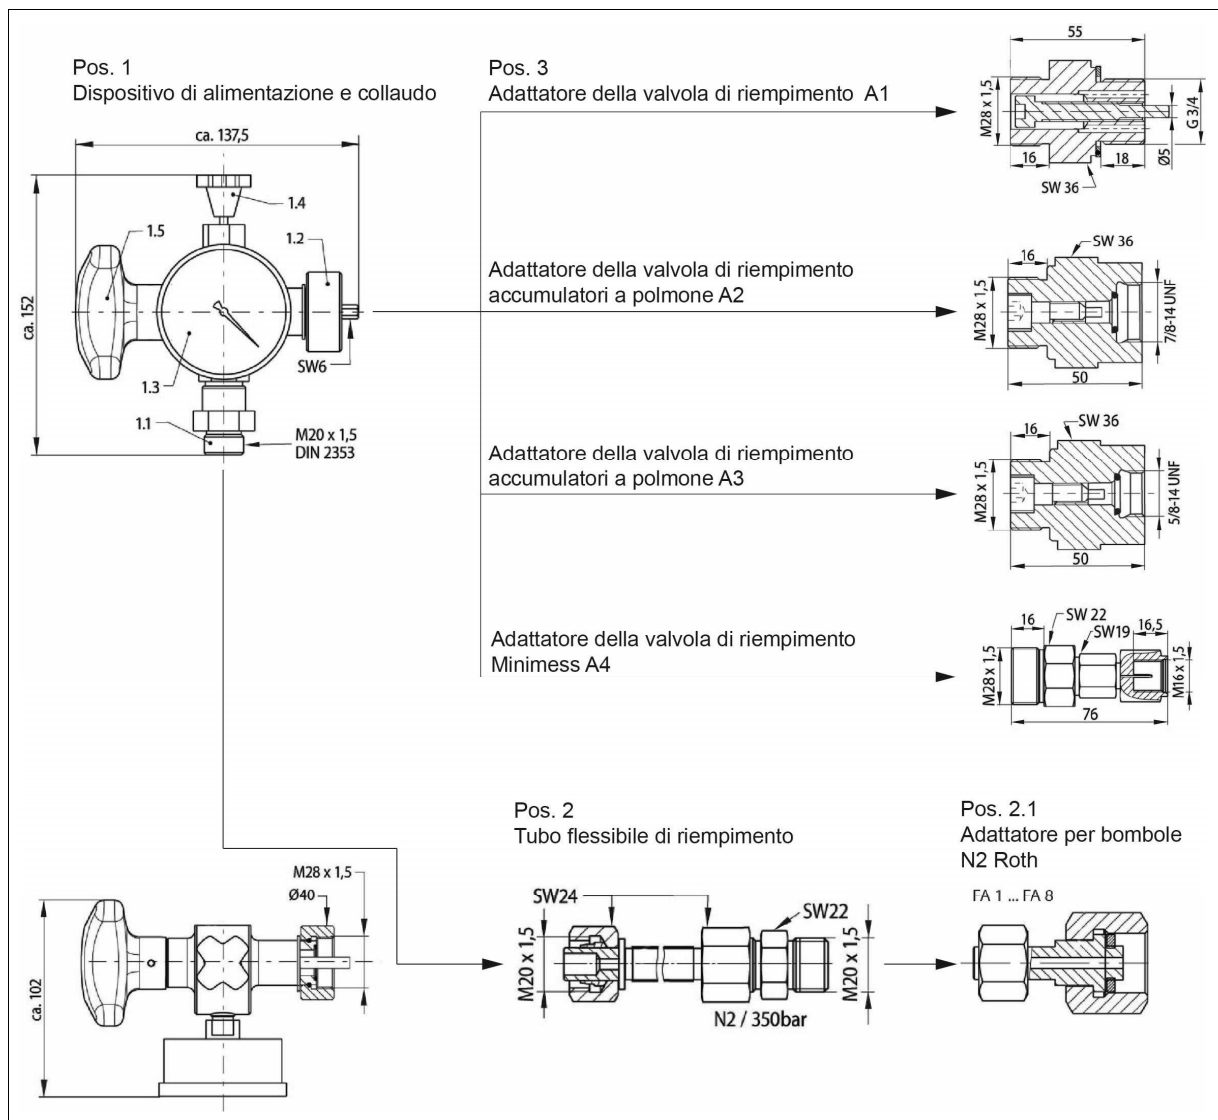 Pos. 1
Dispositivo di alimentazione e collaudo
ca. 137,5
ca. 152
1.4
1.5
1.2
1.3
1.1
SW6
M20 x 1,5
DIN 2353
Pos. 3
Adattatore della valvola di riempimento A1
55
M28 x 1,5
G 3/4
Ø5
16
18
SW 36
Adattatore della valvola di riempimento
accumulatori a polmone A2
SW 36
16
M28 x 1,5
7/8-14 UNF
50
Adattatore della valvola di riempimento
accumulatori a polmone A3
SW 36
16
M28 x 1,5
5/8-14 UNF
50
Adattatore della valvola di riempimento
Minimess A4
16
SW 22
SW19
16,5
M28 x 1,5
M16 x 1,5
76
M28 x 1,5
Ø40
ca. 102
Pos. 2
Tubo flessibile di riempimento
SW24
SW22
M20 x 1,5
M20 x 1,5
N2 / 350bar
Pos. 2.1
Adattatore per bombole
N2 Roth
FA 1 ... FA 8